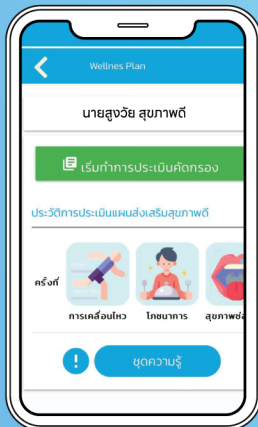 Wellnes Plan
นายสูงวัย สุขภาพดี
เริ่มทำการประเมินคัดกรอง
ประวัติการประเมินแผนส่งเสริมสุขภาพดี
ครั้งที่
การเคลื่อนไหว โภชนาการ สุขภาพช่อ
ชุดความรู้